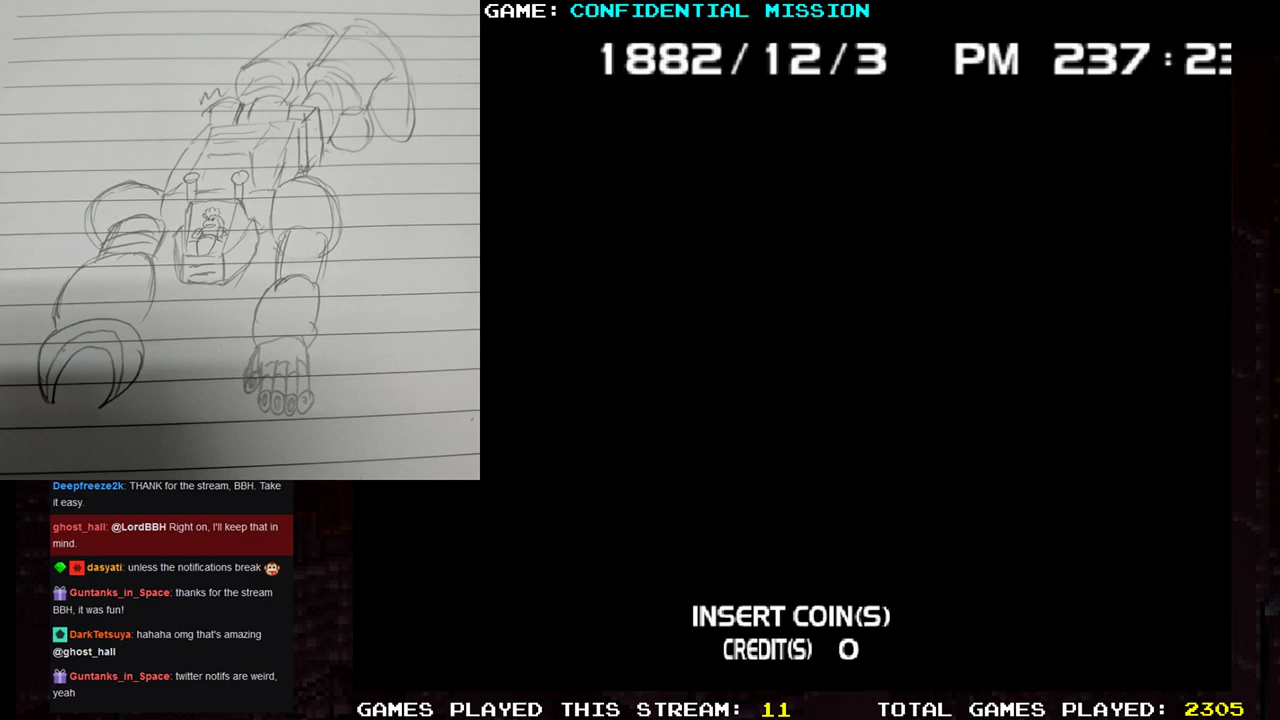 GAME: CONFIDENTIAL MISSION
1882/12/3 PM 237:23
INSERT COIN(S)
CREDIT(S) 0
Deepfreeze2k: THANK for the stream, BBH. Take
it easy.
ghost_hall: @LordBBH Right on, I'll keep that in
mind.
dasyati: unless the notifications break
Guntanks_in_Space: thanks for the stream
BBH, it was fun!
DarkTetsuya: hahaha omg that's amazing
@ghost_hall
Guntanks_in_Space: twitter notifs are weird,
yeah
GAMES PLAYED THIS STREAM: 11
TOTAL GAMES PLAYED: 2305